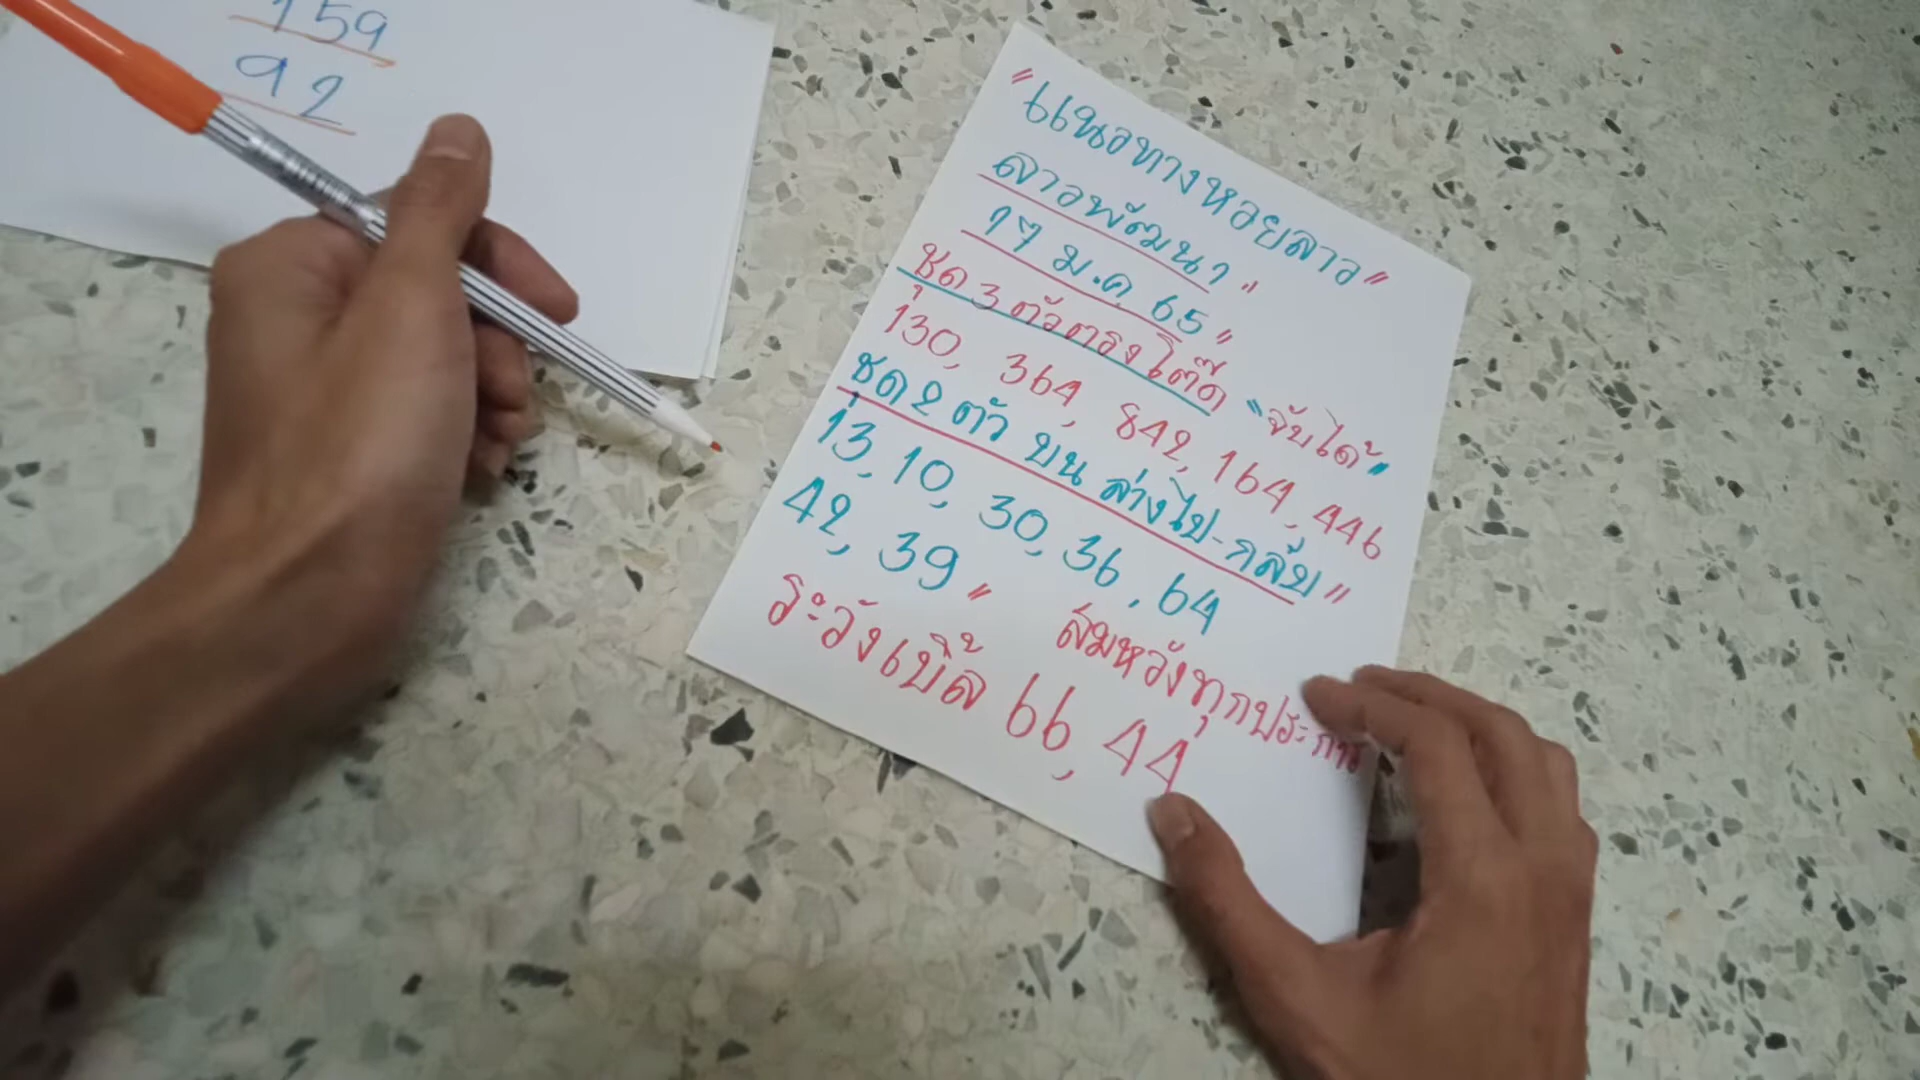 159
92
"แนอทางหอยลาว"
ลาวพัฒนา"
17 ม.ค 65"
ชุด 3 ตัวตรงโต๊ด "จับได้"
130, 364, 842, 164, 446
ชุด 2 ตัว บน ล่างไป-กลับ"
13, 10, 30, 36, 64
42, 39" สมหวังทุกประการ
ระวังเบิ้ล 66, 44